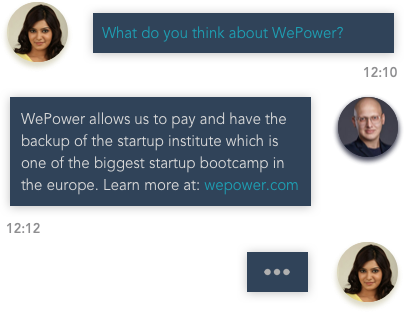 What do you think about WePower?
12:10
WePower allows us to pay and have the
backup of the startup institute which is
one of the biggest startup bootcamp in
the europe. Learn more at: wepower.com
12:12